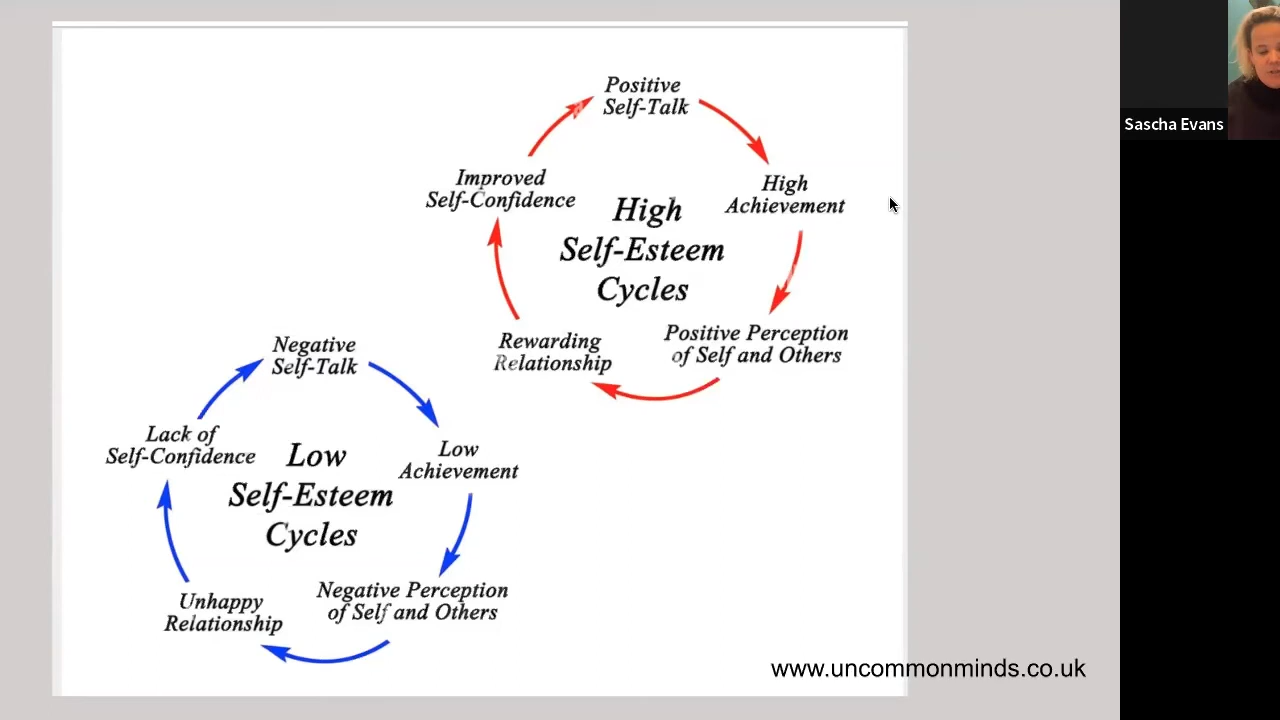 Positive
Self-Talk
High
Achievement
Positive Perception
of Self and Others
Rewarding
Relationship
Improved
Self-Confidence
High
Self-Esteem
Cycles
Negative
Self-Talk
Low
Achievement
Negative Perception
of Self and Others
Unhappy
Relationship
Lack of
Self-Confidence
Low
Self-Esteem
Cycles
www.uncommonminds.co.uk
Sascha Evans